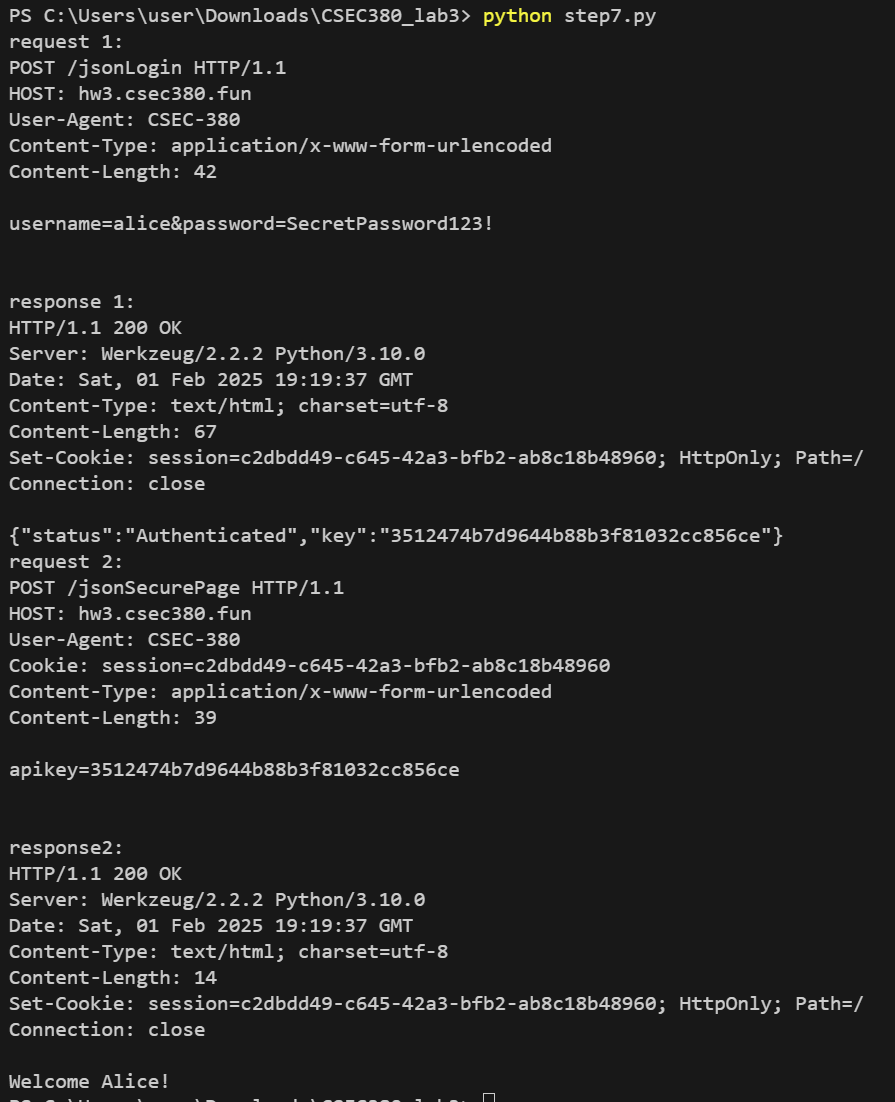 PS C:\Users\user\Downloads\CSEC380_lab3> python step7.py
request 1:
POST /jsonLogin HTTP/1.1
HOST: hw3.csec380.fun
User-Agent: CSEC-380
Content-Type: application/x-www-form-urlencoded
Content-Length: 42

username=alice&password=SecretPassword123!

response 1:
HTTP/1.1 200 OK
Server: Werkzeug/2.2.2 Python/3.10.0
Date: Sat, 01 Feb 2025 19:19:37 GMT
Content-Type: text/html; charset=utf-8
Content-Length: 67
Set-Cookie: session=c2dbdd49-c645-42a3-bfb2-ab8c18b48960; HttpOnly; Path=/
Connection: close

{"status":"Authenticated","key":"3512474b7d9644b88b3f81032cc856ce"}
request 2:
POST /jsonSecurePage HTTP/1.1
HOST: hw3.csec380.fun
User-Agent: CSEC-380
Cookie: session=c2dbdd49-c645-42a3-bfb2-ab8c18b48960
Content-Type: application/x-www-form-urlencoded
Content-Length: 39

apikey=3512474b7d9644b88b3f81032cc856ce

response2:
HTTP/1.1 200 OK
Server: Werkzeug/2.2.2 Python/3.10.0
Date: Sat, 01 Feb 2025 19:19:37 GMT
Content-Type: text/html; charset=utf-8
Content-Length: 14
Set-Cookie: session=c2dbdd49-c645-42a3-bfb2-ab8c18b48960; HttpOnly; Path=/
Connection: close

Welcome Alice!